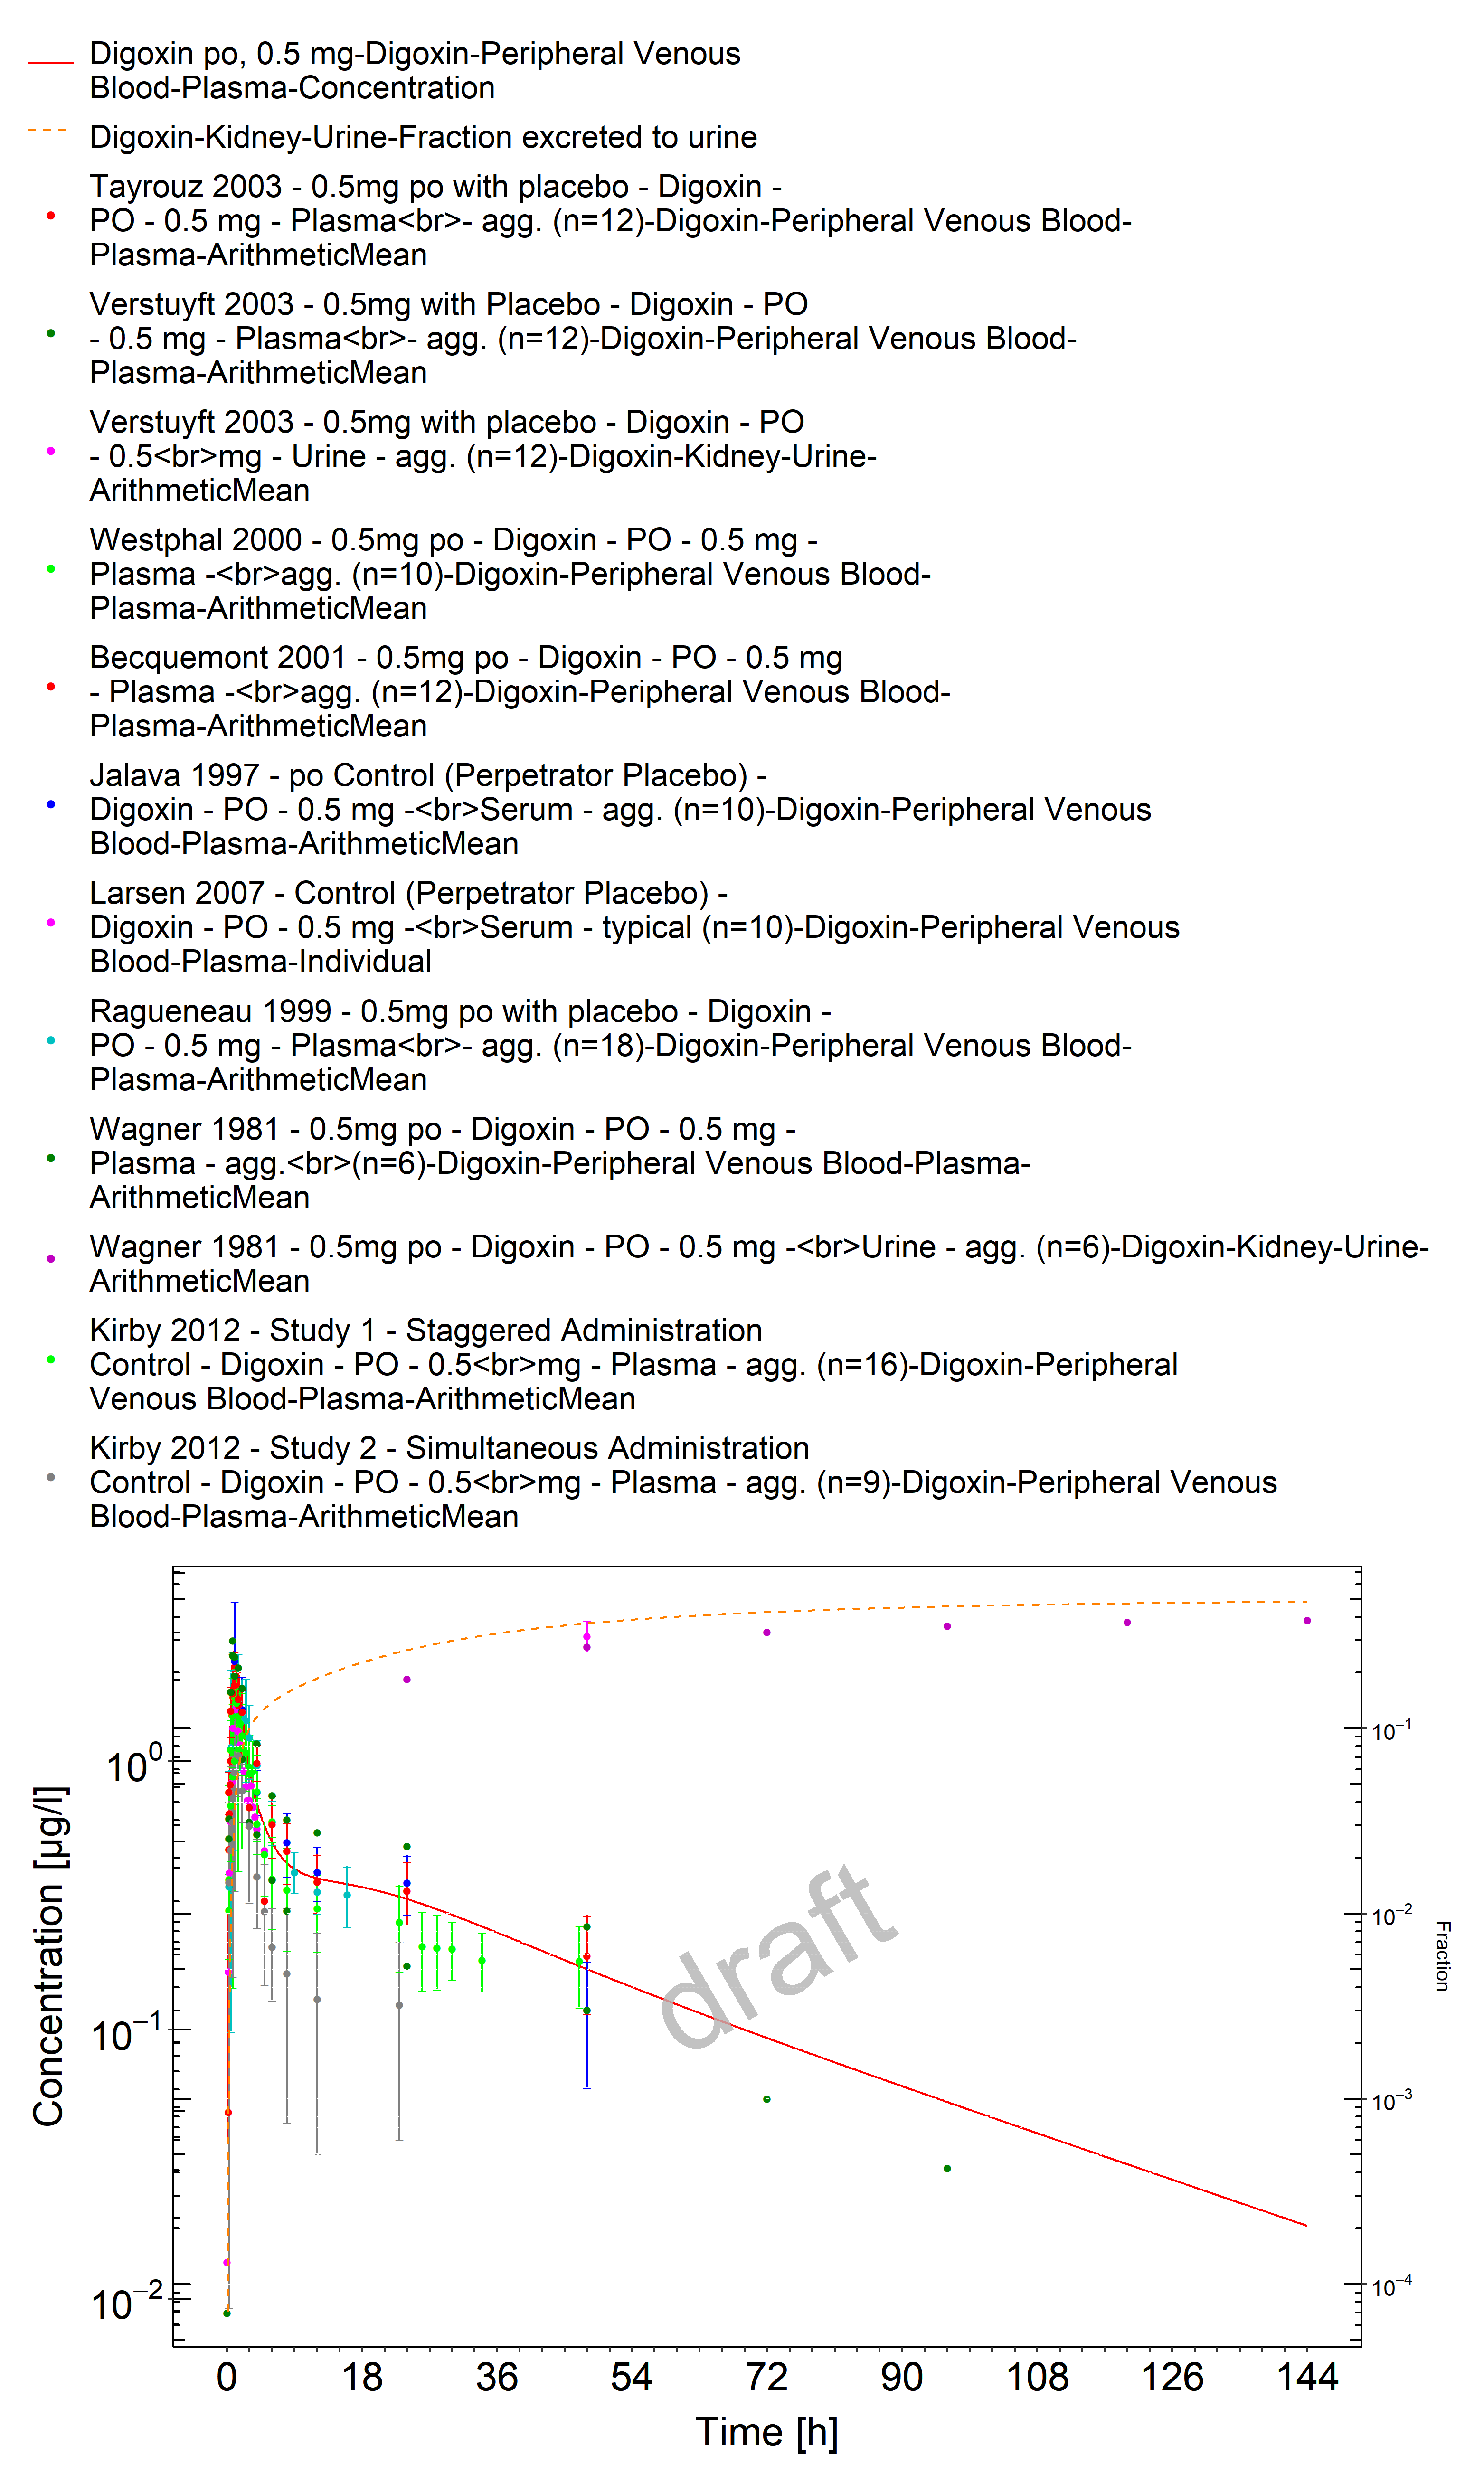 Digoxin po, 0.5 mg-Digoxin-Peripheral Venous
Blood-Plasma-Concentration
Digoxin-Kidney-Urine-Fraction excreted to urine
Tayrouz 2003 - 0.5mg po with placebo - Digoxin -
PO - 0.5 mg - Plasma<br>- agg. (n=12)-Digoxin-Peripheral Venous Blood-
Plasma-ArithmeticMean
Verstuyft 2003 - 0.5mg with Placebo - Digoxin - PO
- 0.5 mg - Plasma<br>- agg. (n=12)-Digoxin-Peripheral Venous Blood-
Plasma-ArithmeticMean
Verstuyft 2003 - 0.5mg with placebo - Digoxin - PO
- 0.5<br>mg - Urine - agg. (n=12)-Digoxin-Kidney-Urine-
ArithmeticMean
Westphal 2000 - 0.5mg po - Digoxin - PO - 0.5 mg -
Plasma -<br>agg. (n=10)-Digoxin-Peripheral Venous Blood-
Plasma-ArithmeticMean
Becquemont 2001 - 0.5mg po - Digoxin - PO - 0.5 mg
- Plasma -<br>agg. (n=12)-Digoxin-Peripheral Venous Blood-
Plasma-ArithmeticMean
Jalava 1997 - po Control (Perpetrator Placebo) -
Digoxin - PO - 0.5 mg -<br>Serum - agg. (n=10)-Digoxin-Peripheral Venous
Blood-Plasma-ArithmeticMean
Larsen 2007 - Control (Perpetrator Placebo) -
Digoxin - PO - 0.5 mg -<br>Serum - typical (n=10)-Digoxin-Peripheral Venous
Blood-Plasma-Individual
Ragueneau 1999 - 0.5mg po with placebo - Digoxin -
PO - 0.5 mg - Plasma<br>- agg. (n=18)-Digoxin-Peripheral Venous Blood-
Plasma-ArithmeticMean
Wagner 1981 - 0.5mg po - Digoxin - PO - 0.5 mg -
Plasma - agg.<br>(n=6)-Digoxin-Peripheral Venous Blood-Plasma-
ArithmeticMean
Wagner 1981 - 0.5mg po - Digoxin - PO - 0.5 mg -<br>Urine - agg. (n=6)-Digoxin-Kidney-Urine-
ArithmeticMean
Kirby 2012 - Study 1 - Staggered Administration
Control - Digoxin - PO - 0.5<br>mg - Plasma - agg. (n=16)-Digoxin-Peripheral
Venous Blood-Plasma-ArithmeticMean
Kirby 2012 - Study 2 - Simultaneous Administration
Control - Digoxin - PO - 0.5<br>mg - Plasma - agg. (n=9)-Digoxin-Peripheral Venous
Blood-Plasma-ArithmeticMean
Concentration [µg/l]
10⁰
10⁻¹
10⁻²
draft
10⁻¹
10⁻²
10⁻³
10⁻⁴
Fraction
0 18 36 54 72 90 108 126 144
Time [h]